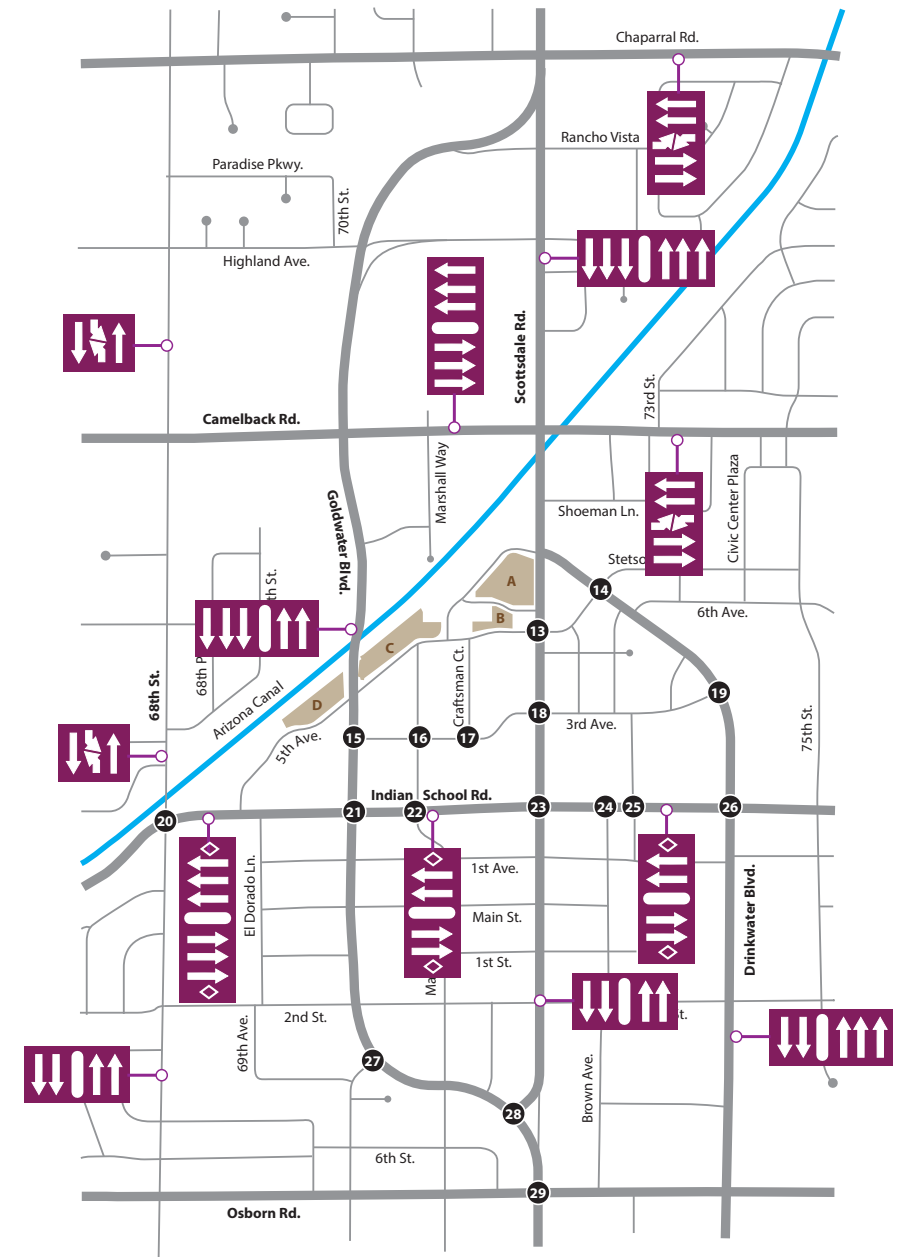 Chaparral Rd.
Rancho Vista
Paradise Pkwy.
70th St.
Highland Ave.
Scottsdale Rd.
73rd St.
Camelback Rd.
Marshall Way
Civic Center Plaza
Goldwater Blvd.
Shoeman Ln.
Stetso
A
14
th St.
6th Ave.
B
13
C
68th P
Craftsman Ct.
68th St.
Arizona Canal
D
19
75th St.
18
3rd Ave.
5th Ave.
15
16
17
Indian School Rd.
20
21
22
23
24
25
26
El Dorado Ln.
1st Ave.
Main St.
Drinkwater Blvd.
1st St.
Ma
2nd St.
St.
69th Ave.
27
Brown Ave.
28
6th St.
29
Osborn Rd.